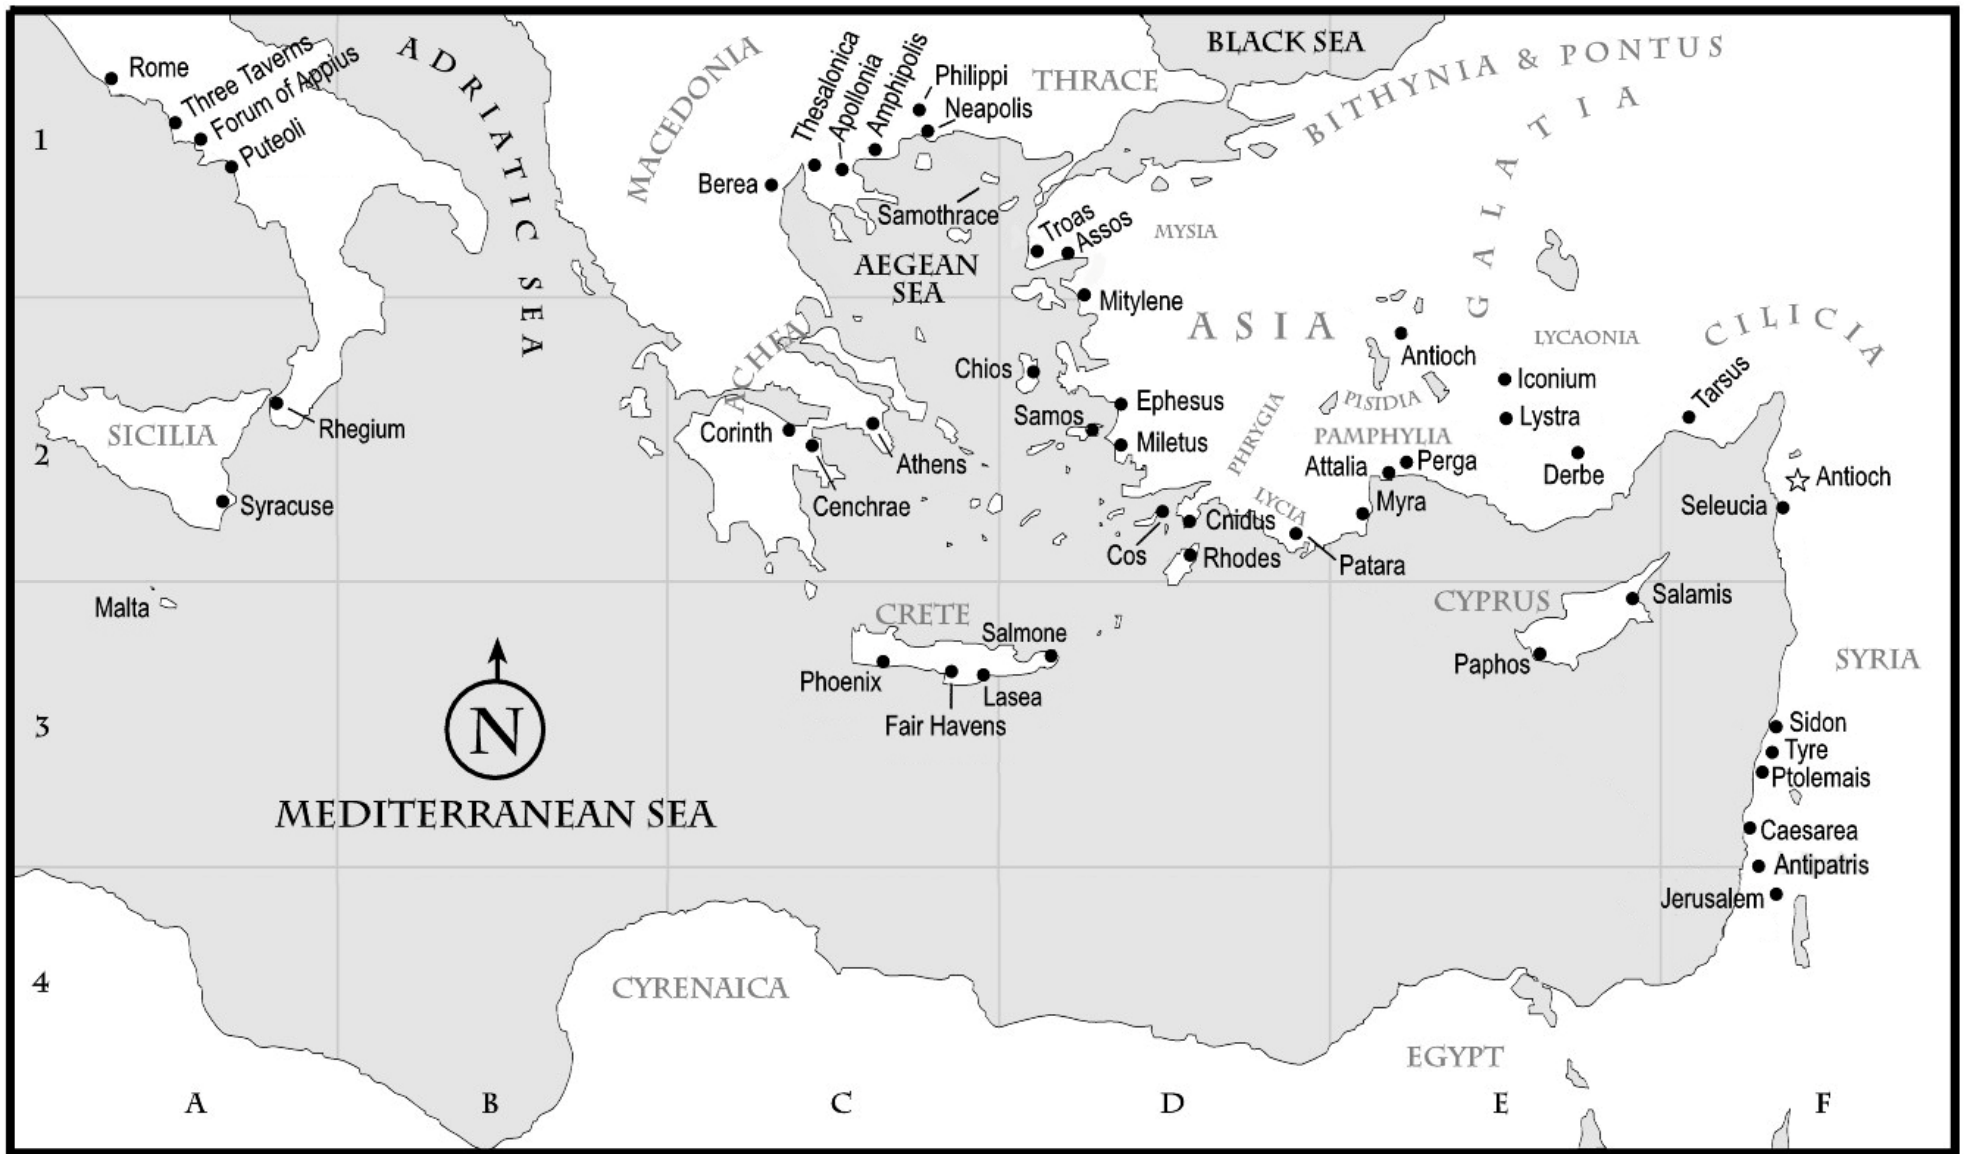 ADRIATIC SEA
BLACK SEA
BITHYNIA & PONTUS
Rome
Three Taverns
Forum of Appius
Puteoli
MACEDONIA
Thesalonica
Apollonia
Amphipolis
Philippi
Neapolis
THRACE
GALATIA
1
Berea
Samothrace
Troas
Assos
MYSIA
AEGEAN
SEA
Mitylene
ASIA
ACHEA
Chios
Antioch
LYCAONIA
CILICIA
Iconium
Tarsus
PISIDIA
Ephesus
Samos
Lystra
SICILIA
Rhegium
2
Corinth
Athens
Miletus
PHRYGIA
PAMPHYLIA
Attalia
Perga
Derbe
Antioch
Syracuse
Cenchrae
LYCIA
Myra
Seleucia
Cnidus
Cos
Rhodes
Patara
Malta
CRETE
Salmone
CYPRUS
Salamis
Phoenix
Lasea
Fair Havens
Paphos
SYRIA
3
N
Sidon
Tyre
Ptolemais
MEDITERRANEAN SEA
Caesarea
Antipatris
Jerusalem
4
CYRENAICA
EGYPT
A
B
C
D
E
F